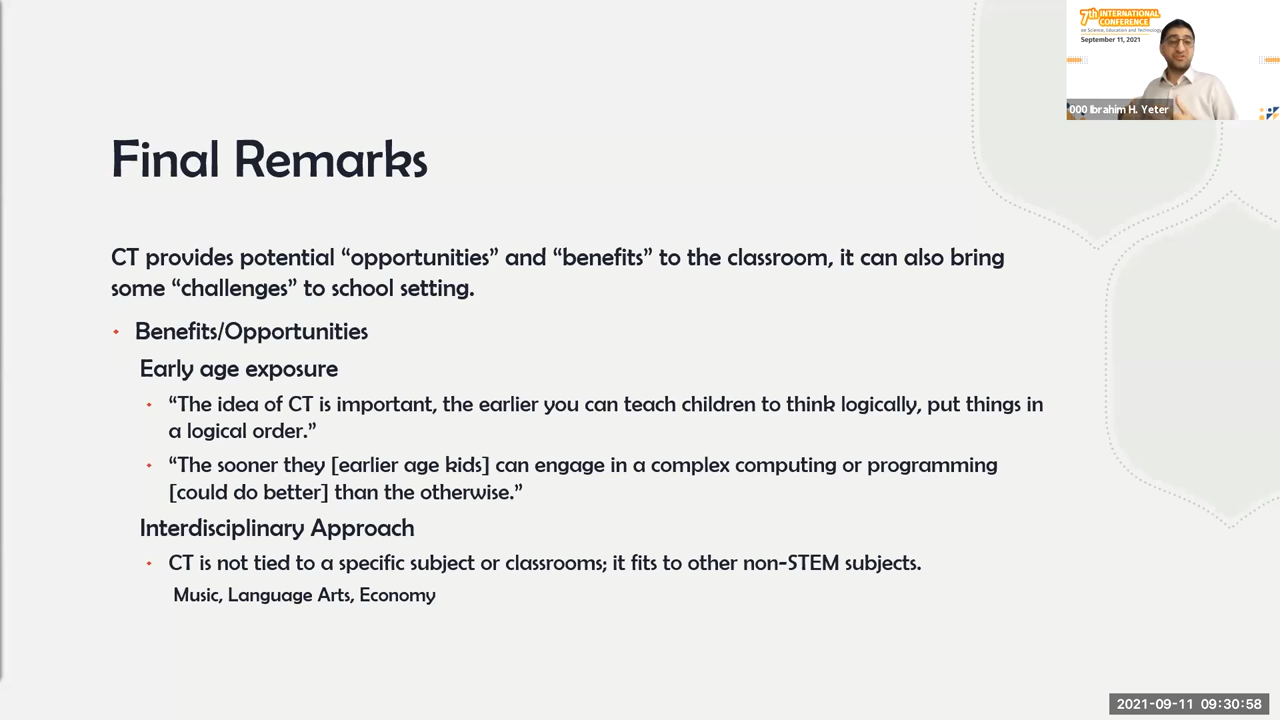 7th INTERNATIONAL
CONFERENCE
on Science, Education and Technology
September 11, 2021
000 Ibrahim H. Yeter
Final Remarks
CT provides potential “opportunities” and “benefits” to the classroom, it can also bring
some “challenges” to school setting.
Benefits/Opportunities
Early age exposure
“The idea of CT is important, the earlier you can teach children to think logically, put things in
a logical order.”
“The sooner they [earlier age kids] can engage in a complex computing or programming
[could do better] than the otherwise.”
Interdisciplinary Approach
CT is not tied to a specific subject or classrooms; it fits to other non-STEM subjects.
Music, Language Arts, Economy
2021-09-11 09:30:58